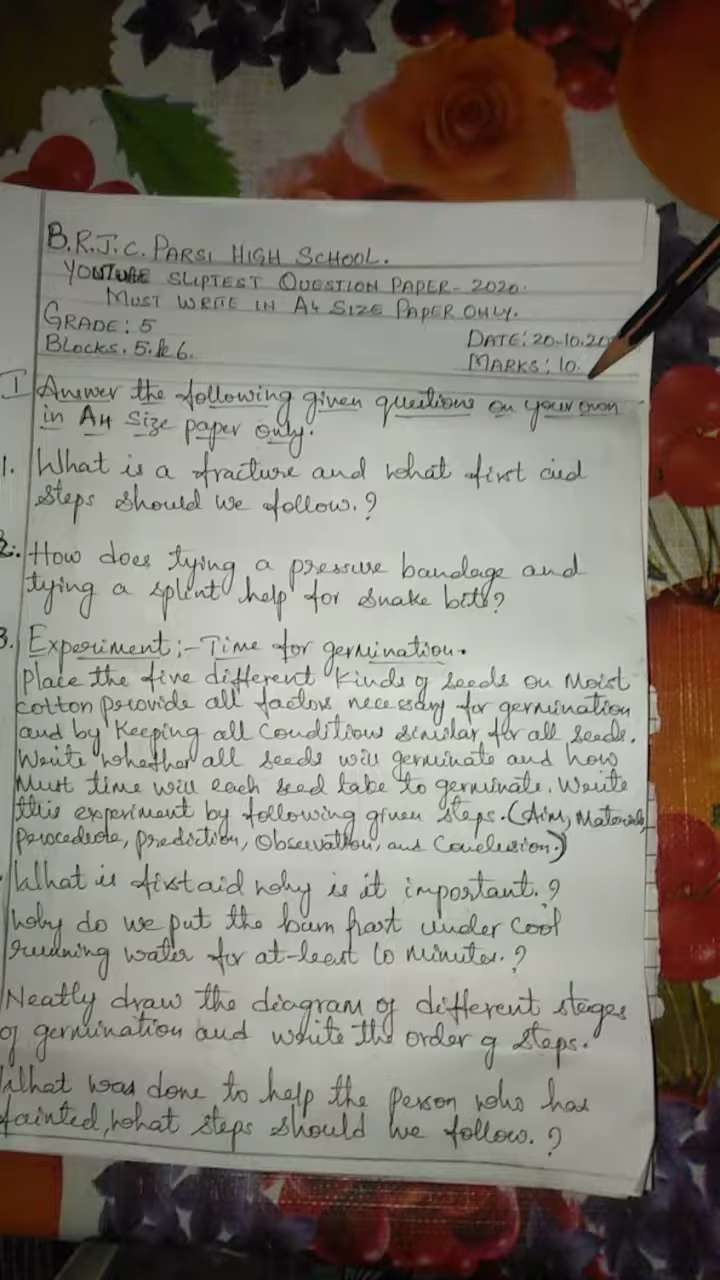 B.R.J.C. PARSI HIGH SCHOOL.
YOUTUBE SLIPTEST QUESTION PAPER - 2020.
MUST WRITE IN A4 SIZE PAPER ONLY.
GRADE: 5
DATE: 20-10.20
BLOCKS. 5.& 6.
MARKS: 10.
I Answer the following given questions on your own
in A4 Size paper only.
1. What is a fracture and what first aid
steps should we follow.?
2. How does tying a pressure bandage and
tying a splint help for snake bite?
3. Experiment:- Time for germination.
Place the five different kinds of seeds on Moist
cotton provide all factors necessary for germination
and by keeping all conditions similar for all seeds.
Write whether all seeds will germinate and how
Much time will each seed take to germinate. Write
this experiment by following given steps. (Aim, Materials,
Procedure, prediction, Observation, and Conclusion.)
What is first aid why is it important.?
Why do we put the burn part under cool
running water for at-least 10 minutes.?
Neatly draw the diagram of different stages
of germination and write the order of steps.
What was done to help the person who has
fainted, what steps should we follow.?